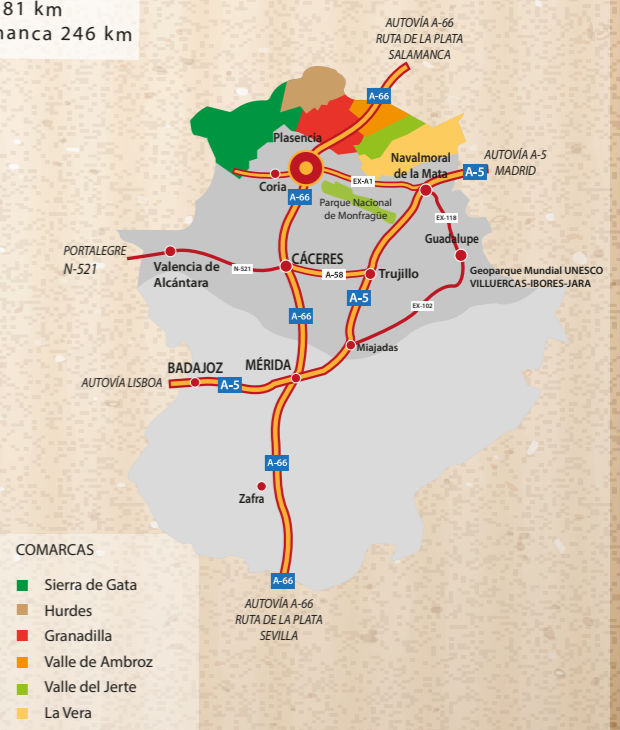 81 km
manca 246 km
AUTOVÍA A-66
RUTA DE LA PLATA
SALAMANCA
A-66
Plasencia
Navalmoral
de la Mata
AUTOVÍA A-5
MADRID
A-5
Coria
EX-A1
A-66
Parque Nacional
de Monfragüe
EX-118
Guadalupe
PORTALEGRE
N-521
Valencia de
Alcántara
N-521
CÁCERES
A-58
Trujillo
Geoparque Mundial UNESCO
VILLUERCAS-IBORES-JARA
A-5
EX-102
A-66
Miajadas
BADAJOZ
MÉRIDA
AUTOVÍA LISBOA
A-5
A-66
Zafra
A-66
AUTOVÍA A-66
RUTA DE LA PLATA
SEVILLA
COMARCAS
Sierra de Gata
Hurdes
Granadilla
Valle de Ambroz
Valle del Jerte
La Vera